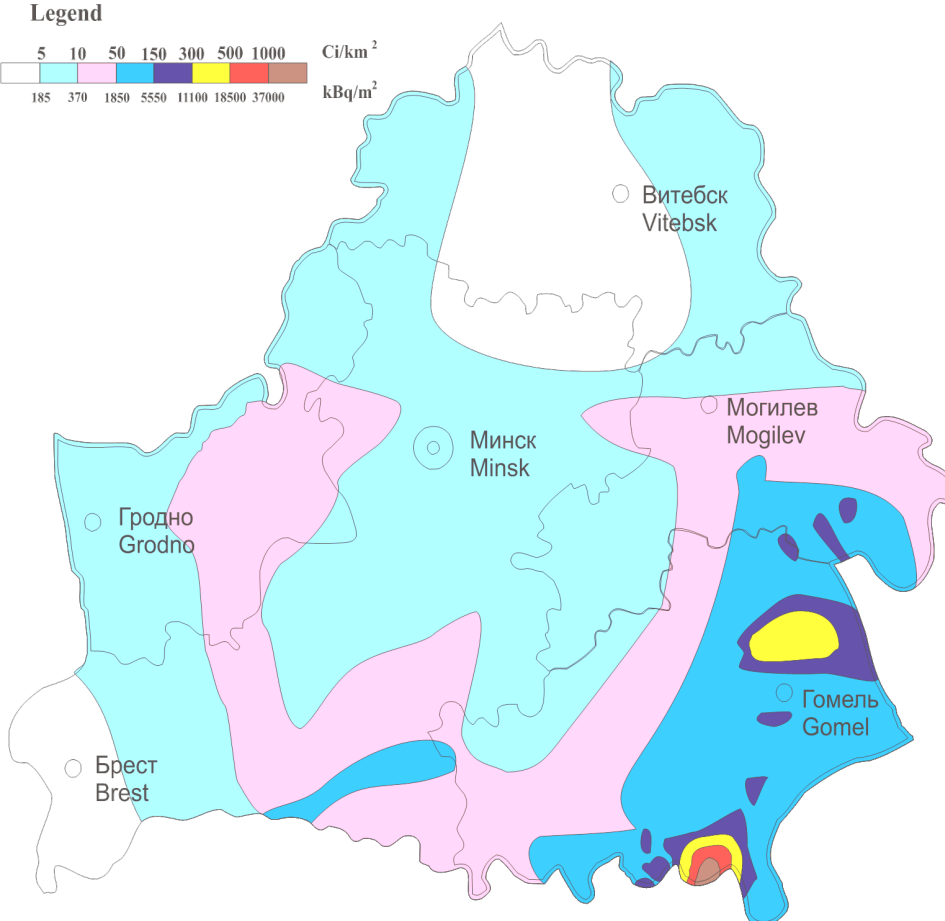 Legend
5 10 50 150 300 500 1000 Ci/km²
185 370 1850 5550 11100 18500 37000 kBq/m²
Витебск
Vitebsk
Могилев
Mogilev
Минск
Minsk
Гродно
Grodno
Гомель
Gomel
Брест
Brest